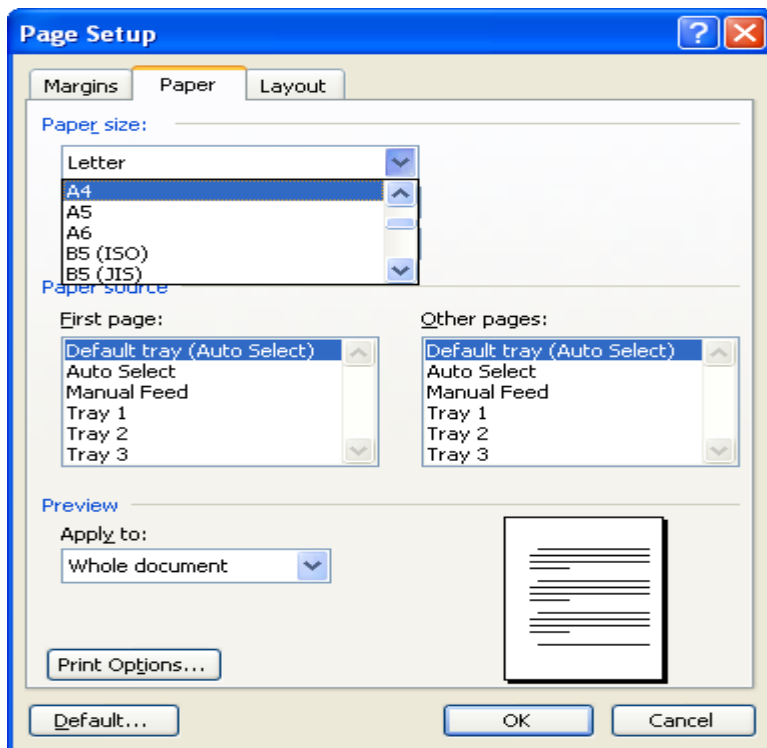 Page Setup
Margins Paper Layout
Paper size:
Letter
A4
A5
A6
B5 (ISO)
B5 (JIS)
Paper source
First page:
Default tray (Auto Select)
Auto Select
Manual Feed
Tray 1
Tray 2
Tray 3
Other pages:
Default tray (Auto Select)
Auto Select
Manual Feed
Tray 1
Tray 2
Tray 3
Preview
Apply to:
Whole document
Print Options...
Default... OK Cancel